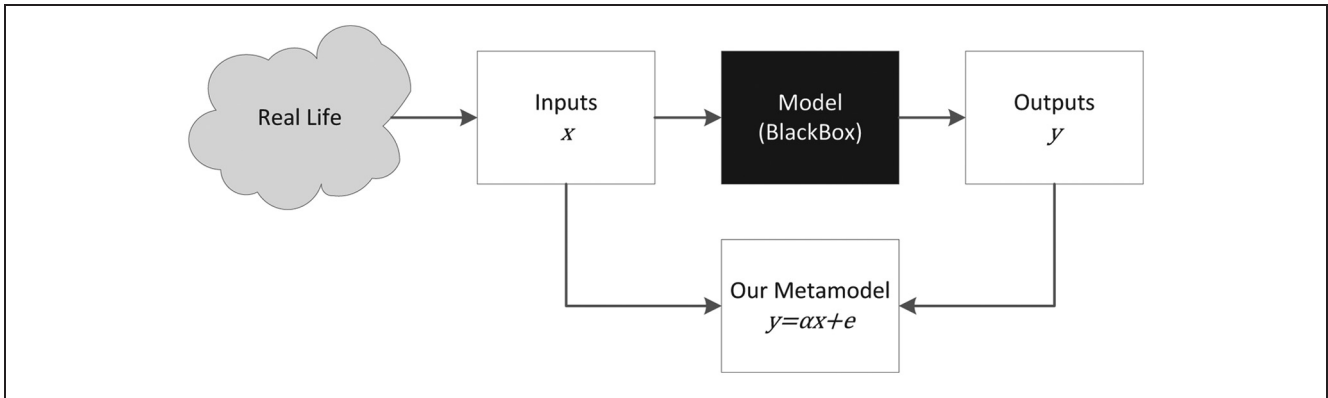 Real Life
Inputs
x
Model
(BlackBox)
Outputs
y
Our Metamodel
y=αx+e